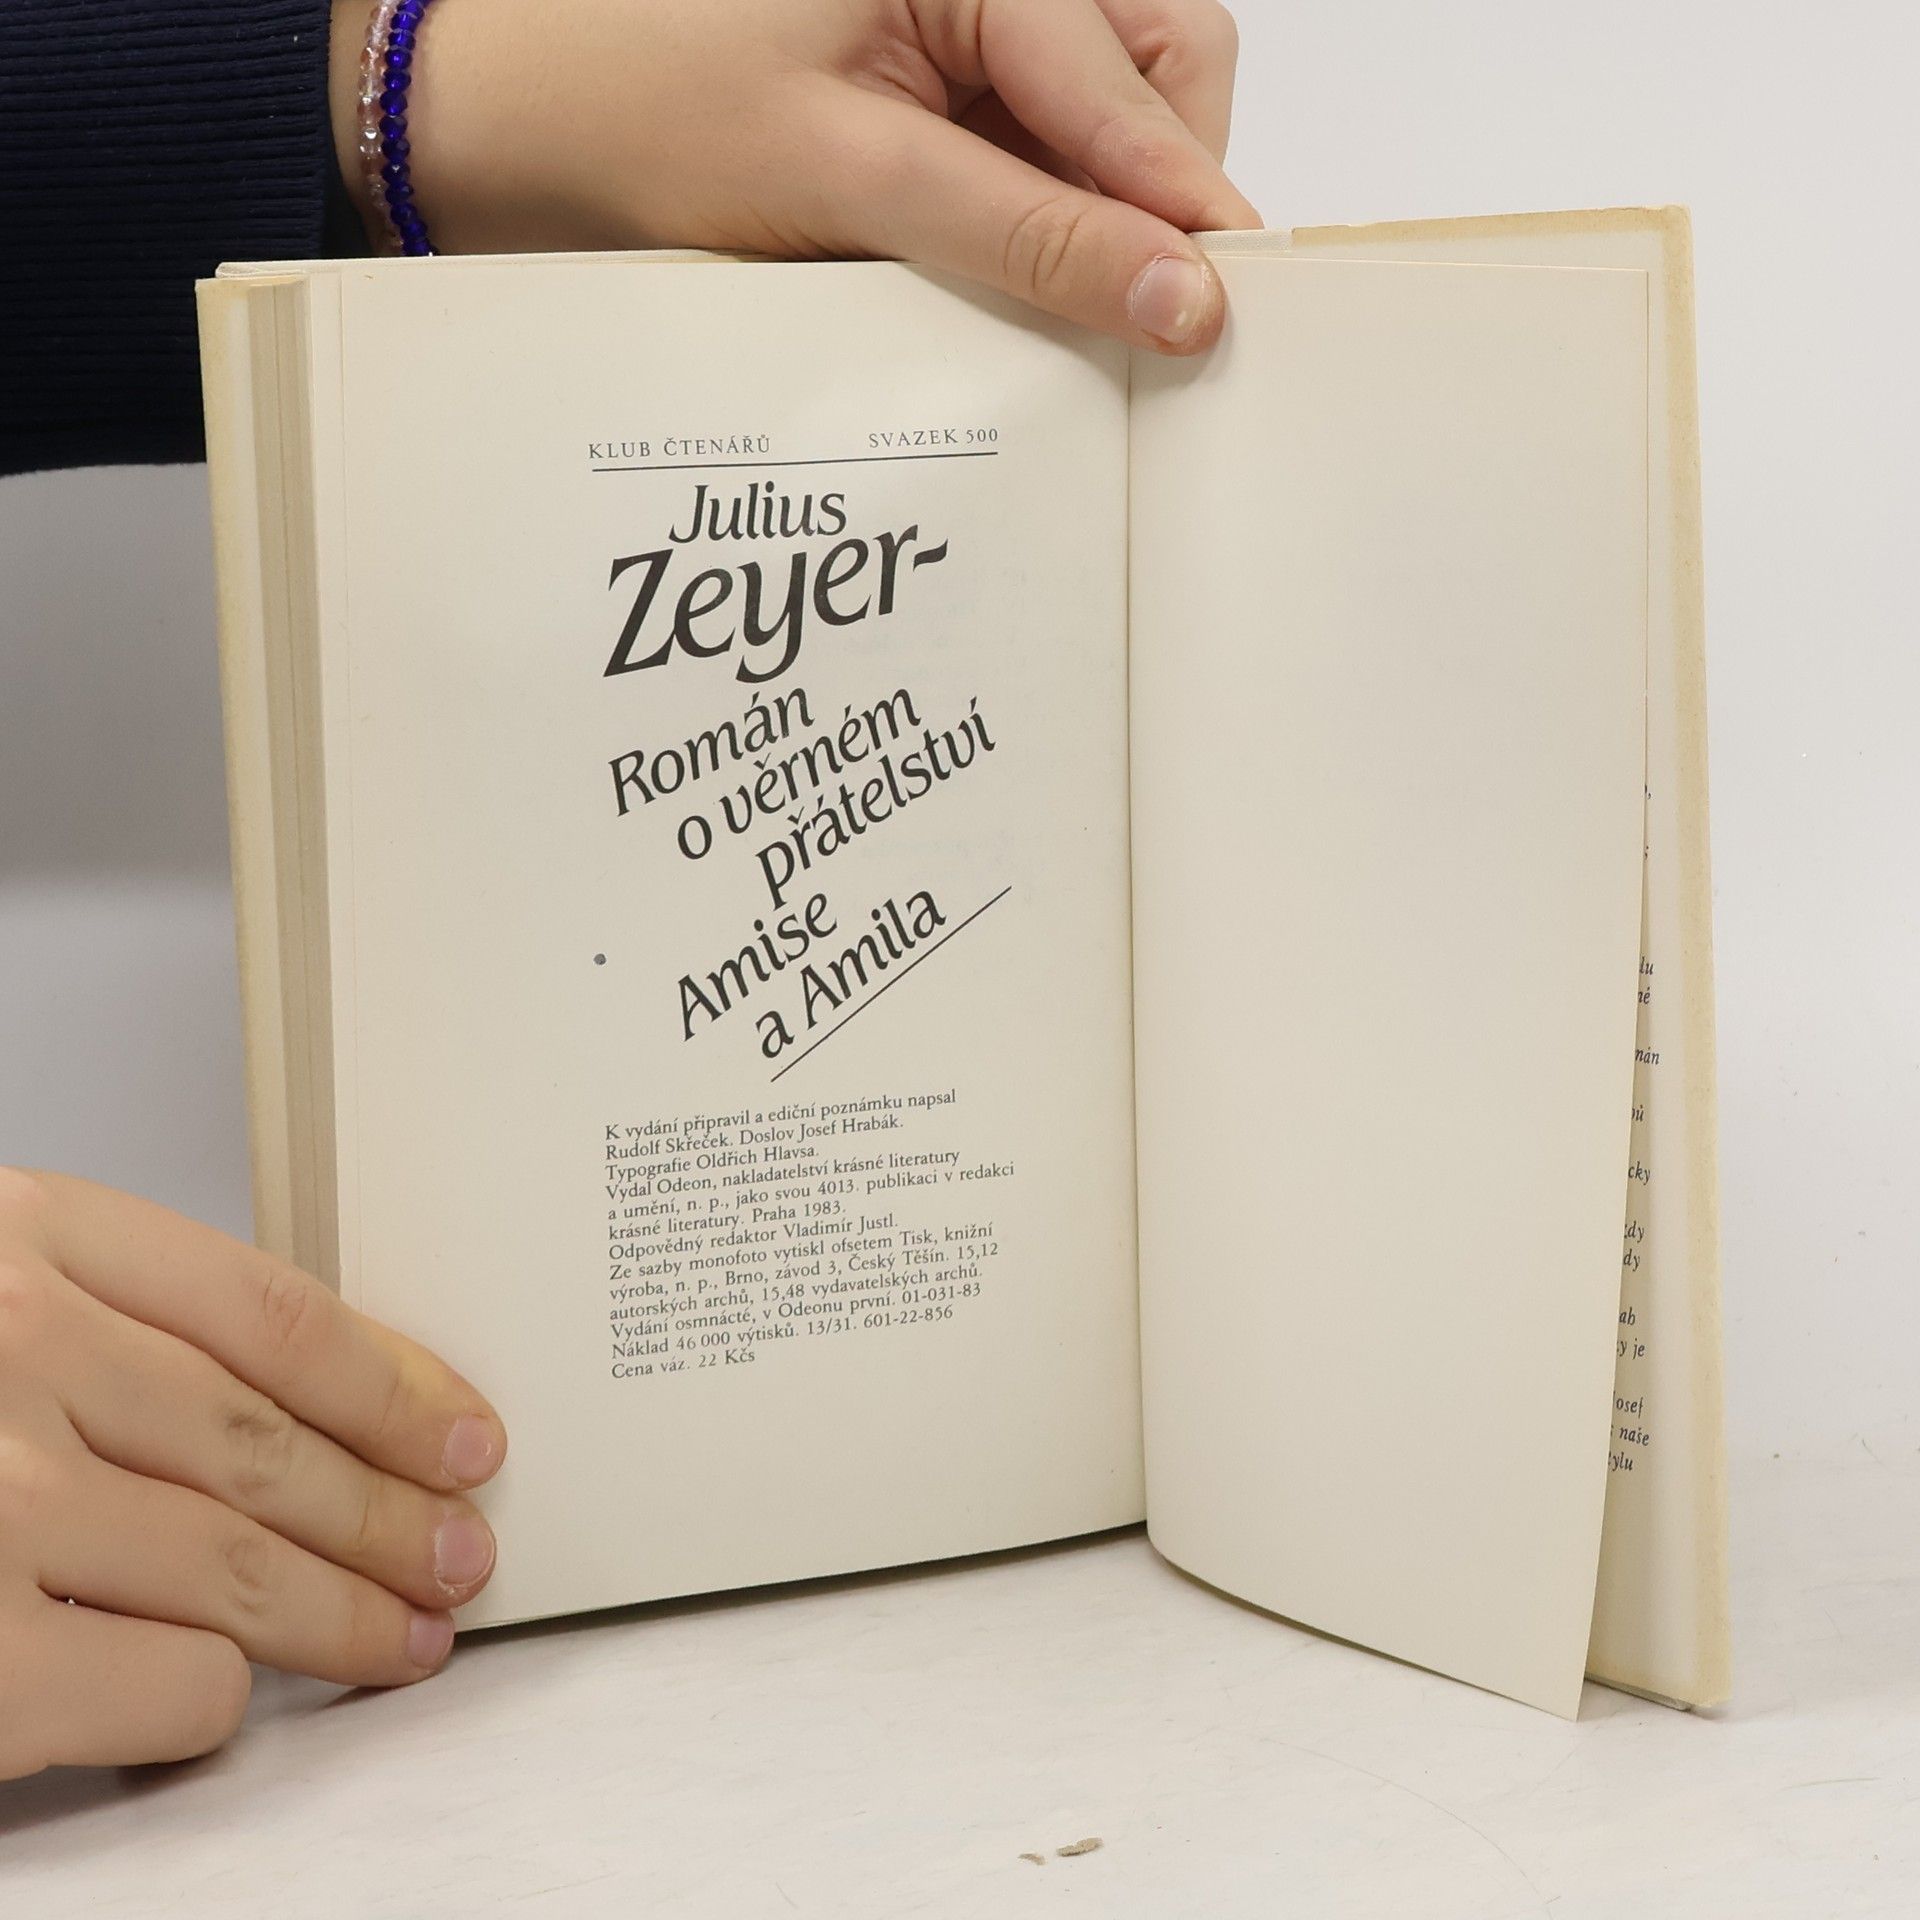 KLUB ČTENÁŘŮ SVAZEK 500
Julius
Zeyer-
Román
o věrném
přátelství
Amise
a Amila
K vydání připravil a ediční poznámku napsal
Rudolf Skřeček. Doslov Josef Hrabák.
Typografie Oldřich Hlavsa.
Vydal Odeon, nakladatelství krásné literatury
a umění, n. p., jako svou 4013. publikaci v redakci
krásné literatury. Praha 1983.
Odpovědný redaktor Vladimír Justl.
Ze sazby monofoto vytiskl ofsetem Tisk, knižní
výroba, n. p., Brno, závod 3, Český Těšín. 15,12
autorských archů, 15,48 vydavatelských archů.
Vydání osmnácté, v Odeonu první. 01-031-83
Náklad 46 000 výtisků. 13/31. 601-22-856
Cena váz. 22 Kčs
je
naše